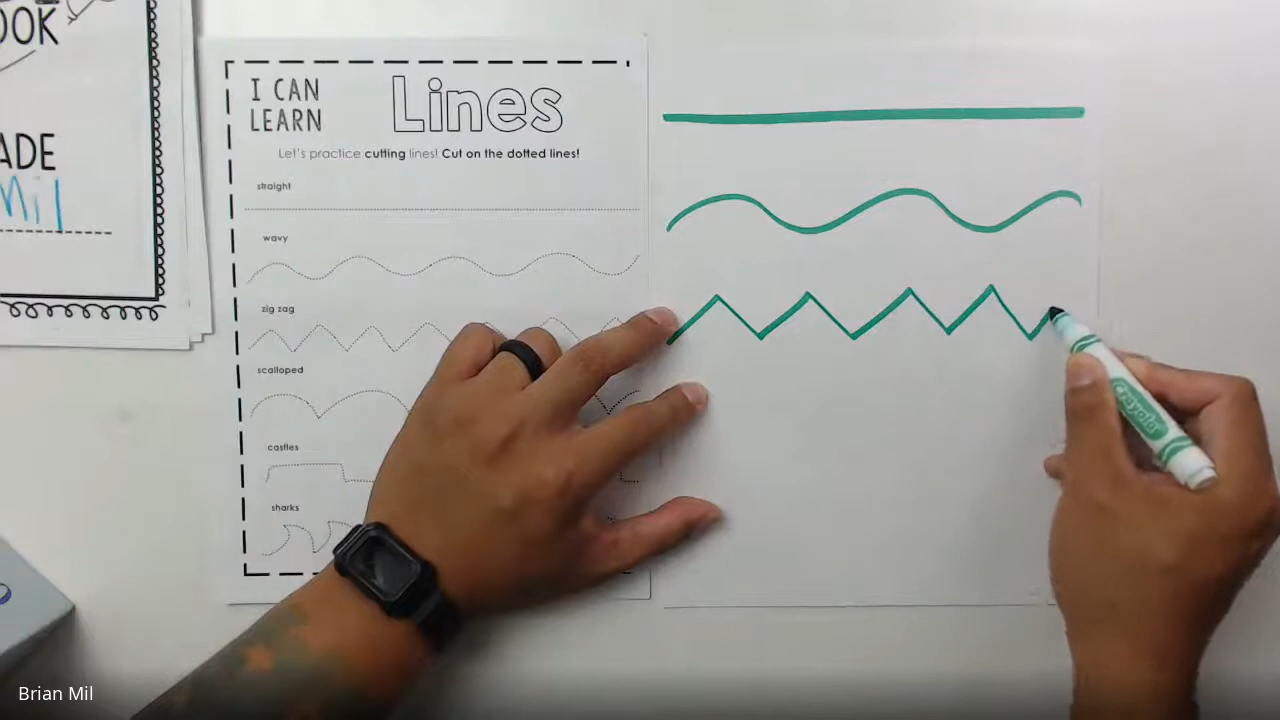 OOK
ADE
Mil
I CAN
LEARN
Lines
Let's practice cutting lines! Cut on the dotted lines!
straight
wavy
zig zag
scalloped
castles
sharks
Crayola
Brian Mil